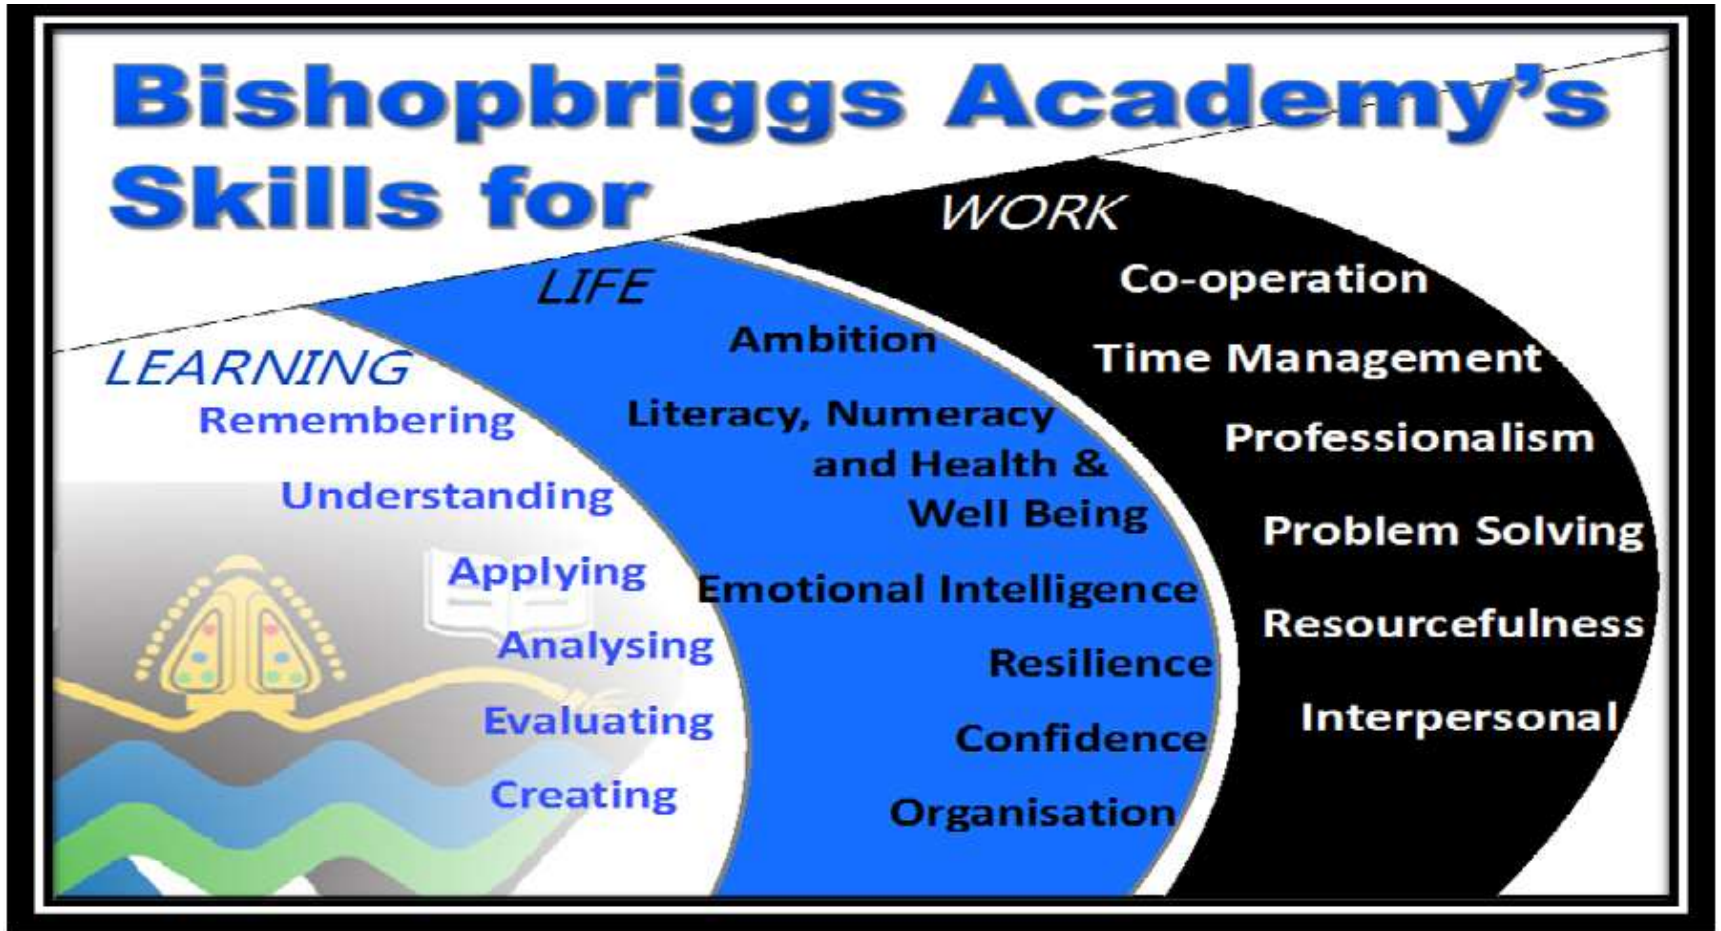 Bishopbriggs Academy's
Skills for
LEARNING
Remembering
Understanding
Applying
Analysing
Evaluating
Creating
LIFE
Ambition
Literacy, Numeracy
and Health &
Well Being
Emotional Intelligence
Resilience
Confidence
Organisation
WORK
Co-operation
Time Management
Professionalism
Problem Solving
Resourcefulness
Interpersonal